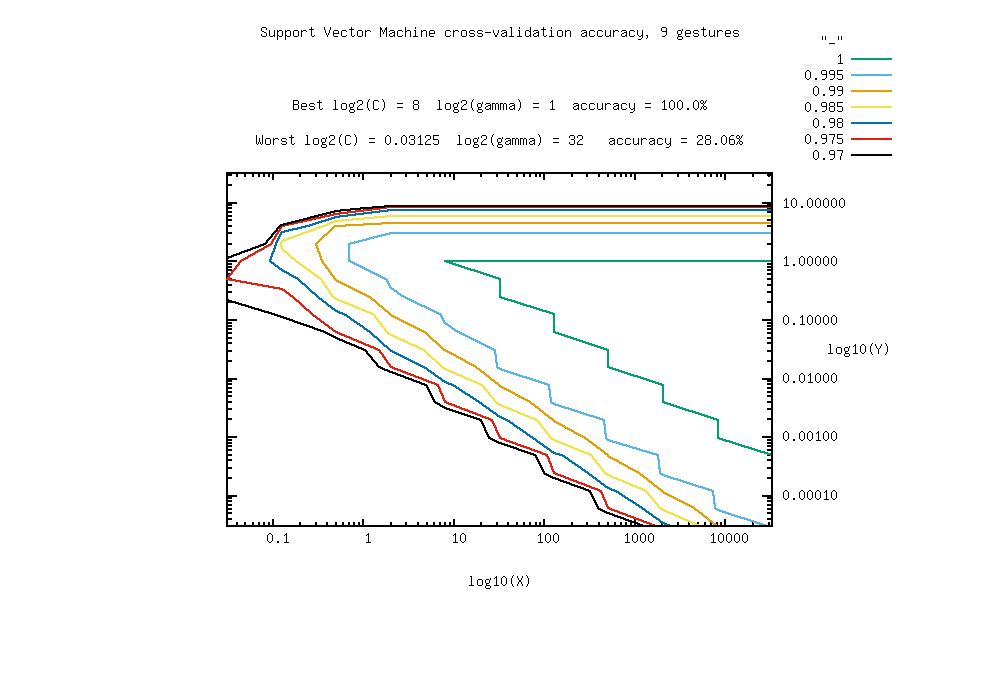 Support Vector Machine cross-validation accuracy, 9 gestures
"_"
1
0.995
0.99
0.985
0.98
0.975
0.97
Best log2(C) = 8 log2(gamma) = 1 accuracy = 100.0%
Worst log2(C) = 0.03125 log2(gamma) = 32 accuracy = 28.06%
10.00000
1.00000
0.10000
log10(Y)
0.01000
0.00100
0.00010
0.1 1 10 100 1000 10000
log10(X)